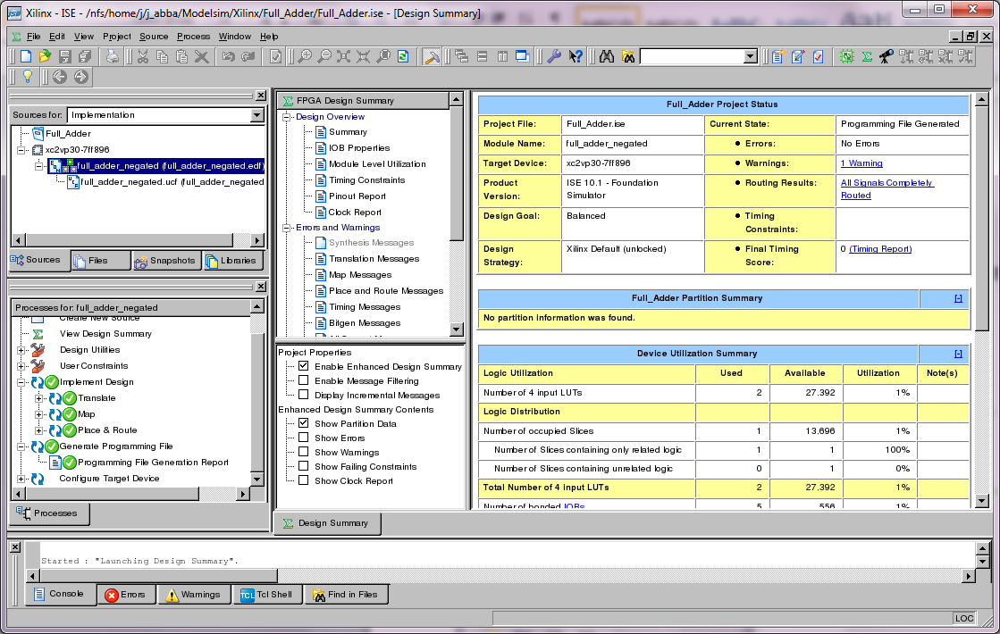 Xilinx - ISE - /nfs/home/j/j_abba/Modelsim/Xilinx/Full_Adder/Full_Adder.ise - [Design Summary]
File Edit View Project Source Process Window Help
Sources for: Implementation
Full_Adder
xc2vp30-7ff896
full_adder_negated (full_adder_negated.edf)
full_adder_negated.ucf (full_adder_negated
Sources Files Snapshots Libraries
Processes for: full_adder_negated
Create New Source
View Design Summary
Design Utilities
User Constraints
Implement Design
Translate
Map
Place & Route
Generate Programming File
Programming File Generation Report
Configure Target Device
Processes
FPGA Design Summary
Design Overview
Summary
IOB Properties
Module Level Utilization
Timing Constraints
Pinout Report
Clock Report
Errors and Warnings
Synthesis Messages
Translation Messages
Map Messages
Place and Route Messages
Timing Messages
Bitgen Messages
Project Properties
Enable Enhanced Design Summary
Enable Message Filtering
Display Incremental Messages
Enhanced Design Summary Contents
Show Partition Data
Show Errors
Show Warnings
Show Failing Constraints
Show Clock Report
Design Summary
Full_Adder Project Status
Project File: Full_Adder.ise Current State: Programming File Generated
Module Name: full_adder_negated • Errors: No Errors
Target Device: xc2vp30-7ff896 • Warnings: 1 Warning
Product Version: ISE 10.1 - Foundation Simulator • Routing Results: All Signals Completely Routed
Design Goal: Balanced • Timing Constraints:
Design Strategy: Xilinx Default (unlocked) • Final Timing Score: 0 (Timing Report)
Full_Adder Partition Summary [-]
No partition information was found.
Device Utilization Summary [-]
Logic Utilization Used Available Utilization Note(s)
Number of 4 input LUTs 2 27.392 1%
Logic Distribution
Number of occupied Slices 1 13.696 1%
Number of Slices containing only related logic 1 1 100%
Number of Slices containing unrelated logic 0 1 0%
Total Number of 4 input LUTs 2 27.392 1%
Number of bonded IOBs 5 556 1%
Started : "Launching Design Summary".
Console Errors Warnings TCL Tcl Shell Find in Files
LOC